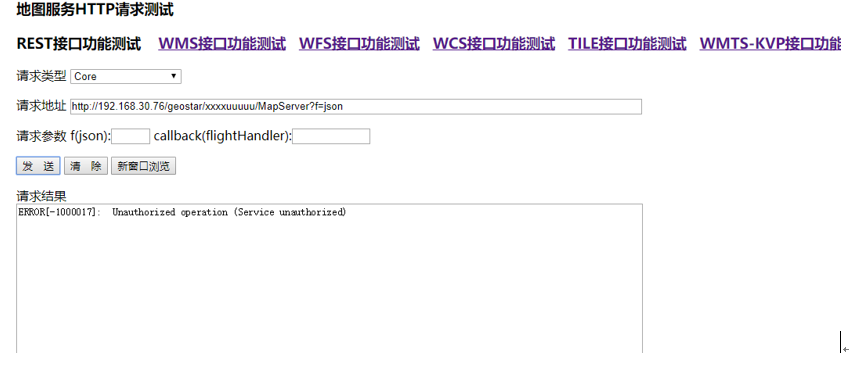 地图服务HTTP请求测试
REST接口功能测试 WMS接口功能测试 WFS接口功能测试 WCS接口功能测试 TILE接口功能测试 WMTS-KVP接口功能
请求类型 Core
请求地址 http://192.168.30.76/geostar/xxxxuuuuu/MapServer?f=json
请求参数 f(json): callback(flightHandler):
发 送 清 除 新窗口浏览
请求结果
ERROR[-1000017]: Unauthorized operation (Service unauthorized)